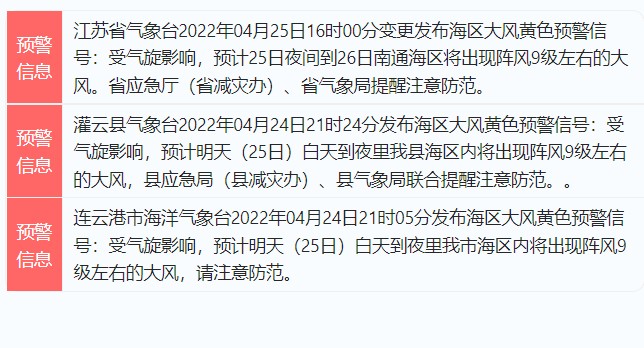 预警
信息
江苏省气象台2022年04月25日16时00分变更发布海区大风黄色预警信
号：受气旋影响，预计25日夜间到26日南通海区将出现阵风9级左右的大
风。省应急厅（省减灾办）、省气象局提醒注意防范。
预警
信息
灌云县气象台2022年04月24日21时24分发布海区大风黄色预警信号：受
气旋影响，预计明天（25日）白天到夜里我县海区内将出现阵风9级左右
的大风，县应急局（县减灾办）、县气象局联合提醒注意防范。。
预警
信息
连云港市海洋气象台2022年04月24日21时05分发布海区大风黄色预警信
号：受气旋影响，预计明天（25日）白天到夜里我市海区内将出现阵风9
级左右的大风，请注意防范。